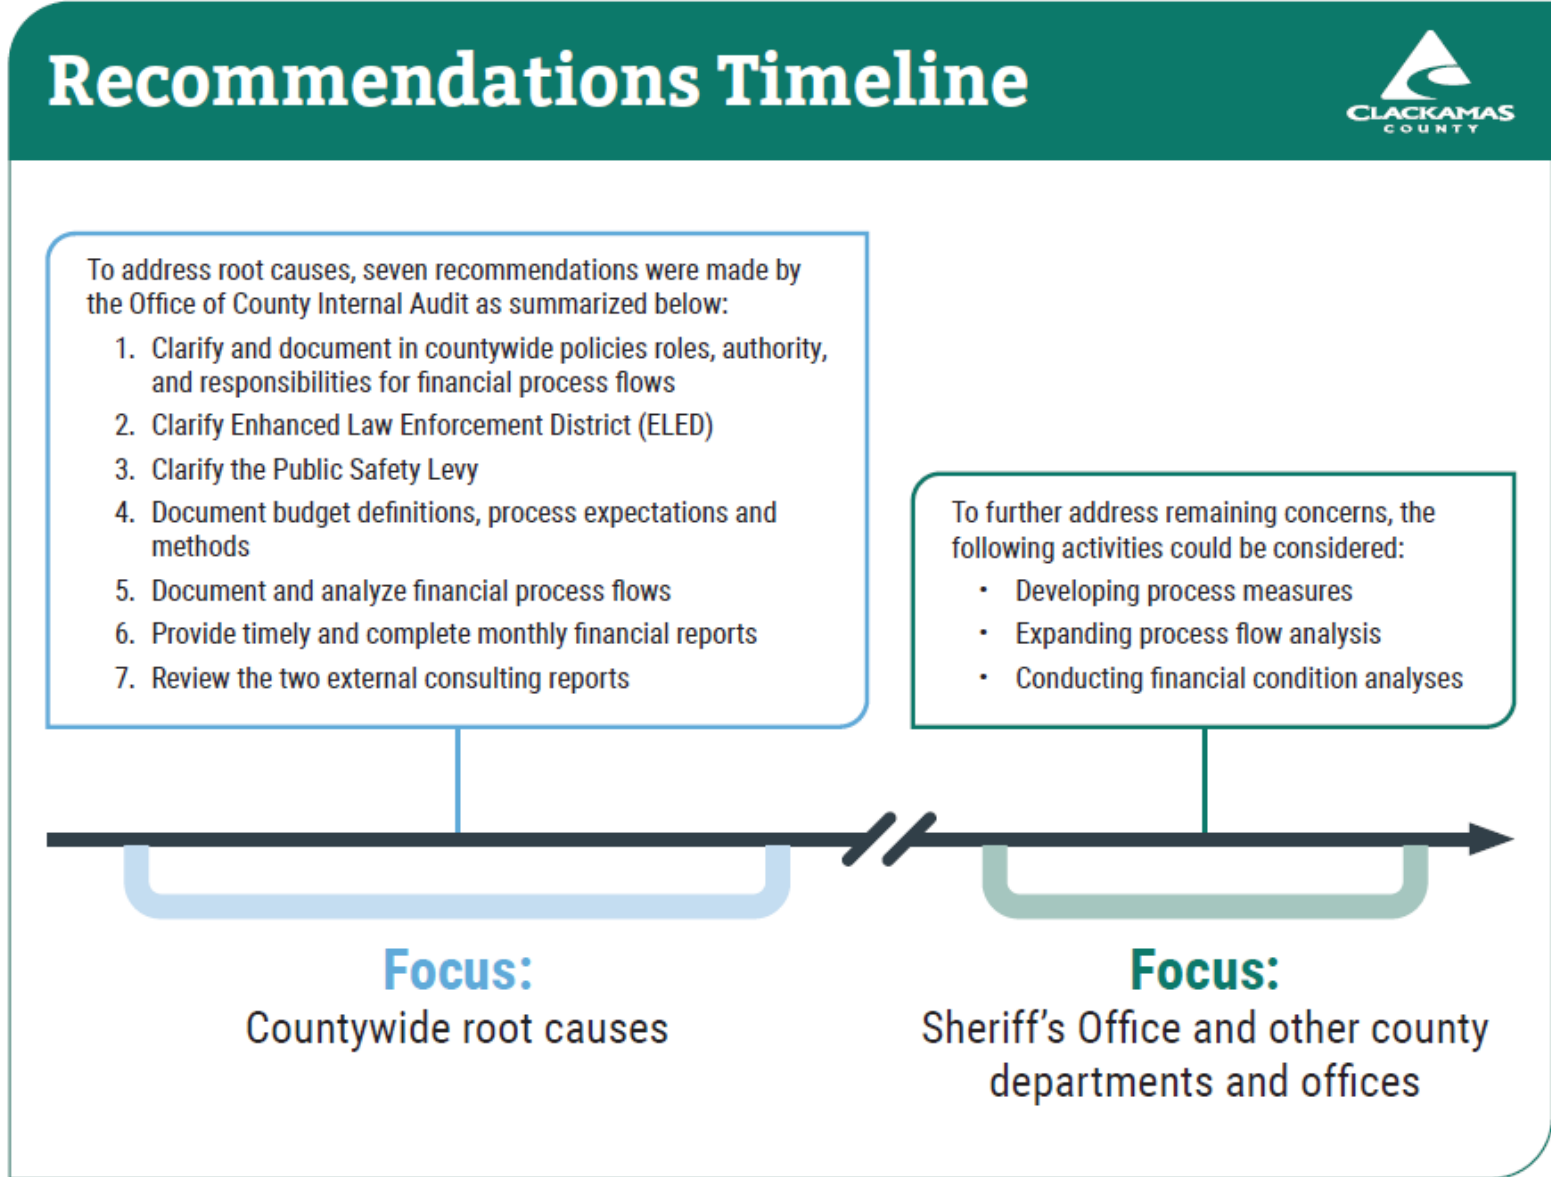 Recommendations Timeline
CLACKAMAS
COUNTY
To address root causes, seven recommendations were made by
the Office of County Internal Audit as summarized below:
1. Clarify and document in countywide policies roles, authority,
and responsibilities for financial process flows
2. Clarify Enhanced Law Enforcement District (ELED)
3. Clarify the Public Safety Levy
4. Document budget definitions, process expectations and
methods
5. Document and analyze financial process flows
6. Provide timely and complete monthly financial reports
7. Review the two external consulting reports
To further address remaining concerns, the
following activities could be considered:
• Developing process measures
• Expanding process flow analysis
• Conducting financial condition analyses
Focus:
Countywide root causes
Focus:
Sheriff’s Office and other county
departments and offices